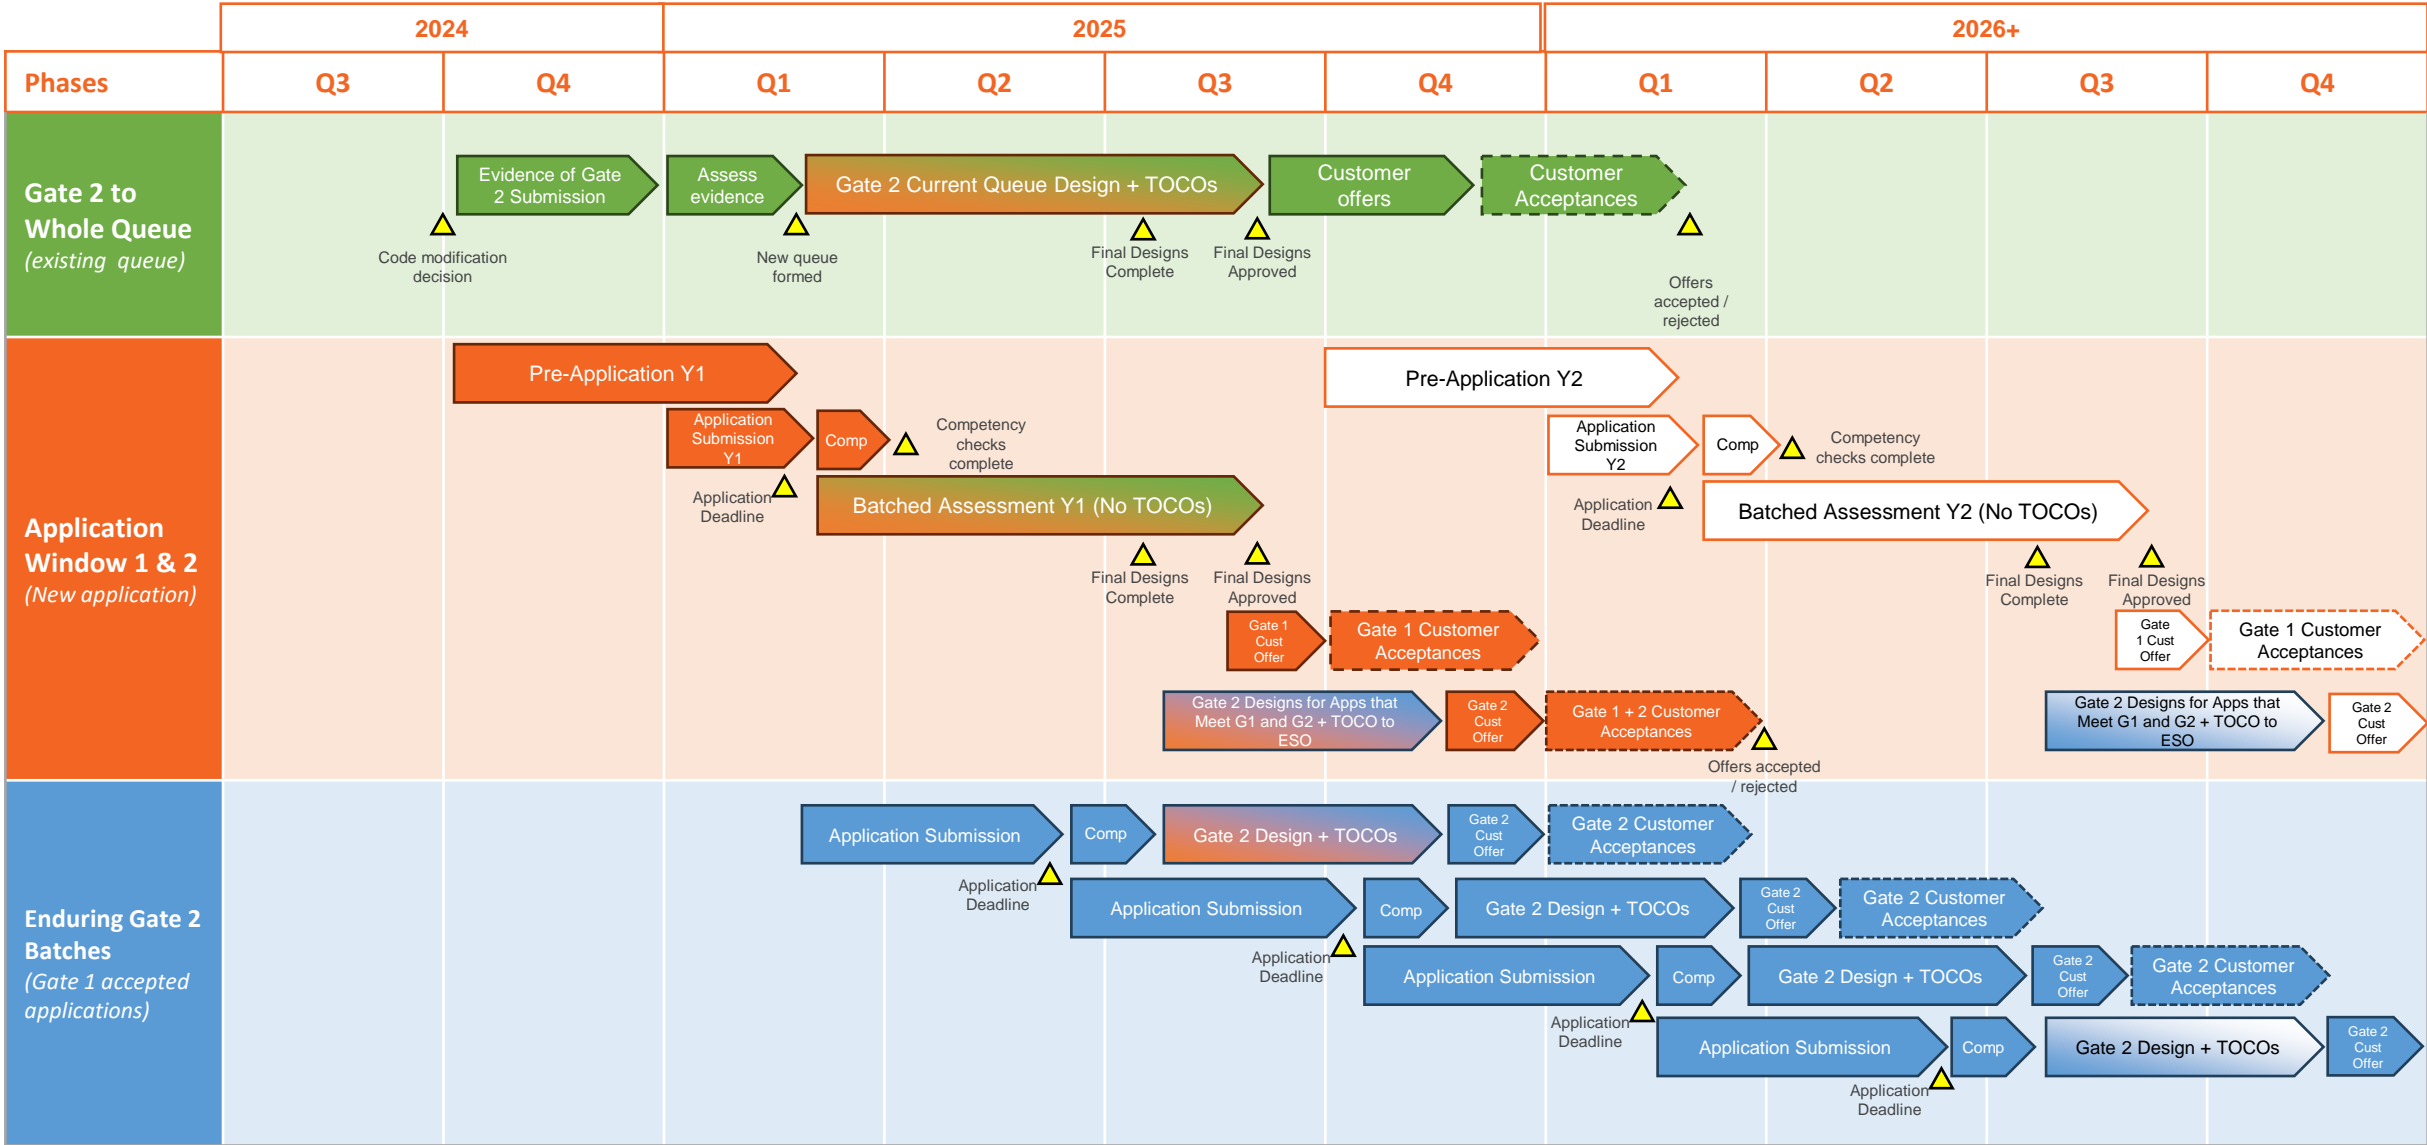 2024
2025
2026+
Phases
Q3
Q4
Q1
Q2
Q3
Q4
Q1
Q2
Q3
Q4
Gate 2 to
Whole Queue
(existing queue)
Evidence of Gate
2 Submission
Assess
evidence
Gate 2 Current Queue Design + TOCOs
Customer
offers
Customer
Acceptances
Code modification
decision
New queue
formed
Final Designs
Complete
Final Designs
Approved
Offers
accepted /
rejected
Application
Window 1 & 2
(New application)
Pre-Application Y1
Pre-Application Y2
Application
Submission
Y1
Comp
Competency
checks
complete
Application
Submission
Y2
Comp
Competency
checks complete
Application
Deadline
Batched Assessment Y1 (No TOCOs)
Application
Deadline
Batched Assessment Y2 (No TOCOs)
Final Designs
Complete
Final Designs
Approved
Final Designs
Complete
Final Designs
Approved
Gate 1
Cust
Offer
Gate 1 Customer
Acceptances
Gate
1 Cust
Offer
Gate 1 Customer
Acceptances
Gate 2 Designs for Apps that
Meet G1 and G2 + TOCO to
ESO
Gate 2
Cust
Offer
Gate 1 + 2 Customer
Acceptances
Gate 2 Designs for Apps that
Meet G1 and G2 + TOCO to
ESO
Gate 2
Cust
Offer
Offers accepted
/ rejected
Enduring Gate 2
Batches
(Gate 1 accepted
applications)
Application Submission
Comp
Gate 2 Design + TOCOs
Gate 2
Cust
Offer
Gate 2 Customer
Acceptances
Application
Deadline
Application Submission
Comp
Gate 2 Design + TOCOs
Gate 2
Cust
Offer
Gate 2 Customer
Acceptances
Application
Deadline
Application Submission
Comp
Gate 2 Design + TOCOs
Gate 2
Cust
Offer
Gate 2 Customer
Acceptances
Application
Deadline
Application Submission
Comp
Gate 2 Design + TOCOs
Gate 2
Cust
Offer
Application
Deadline